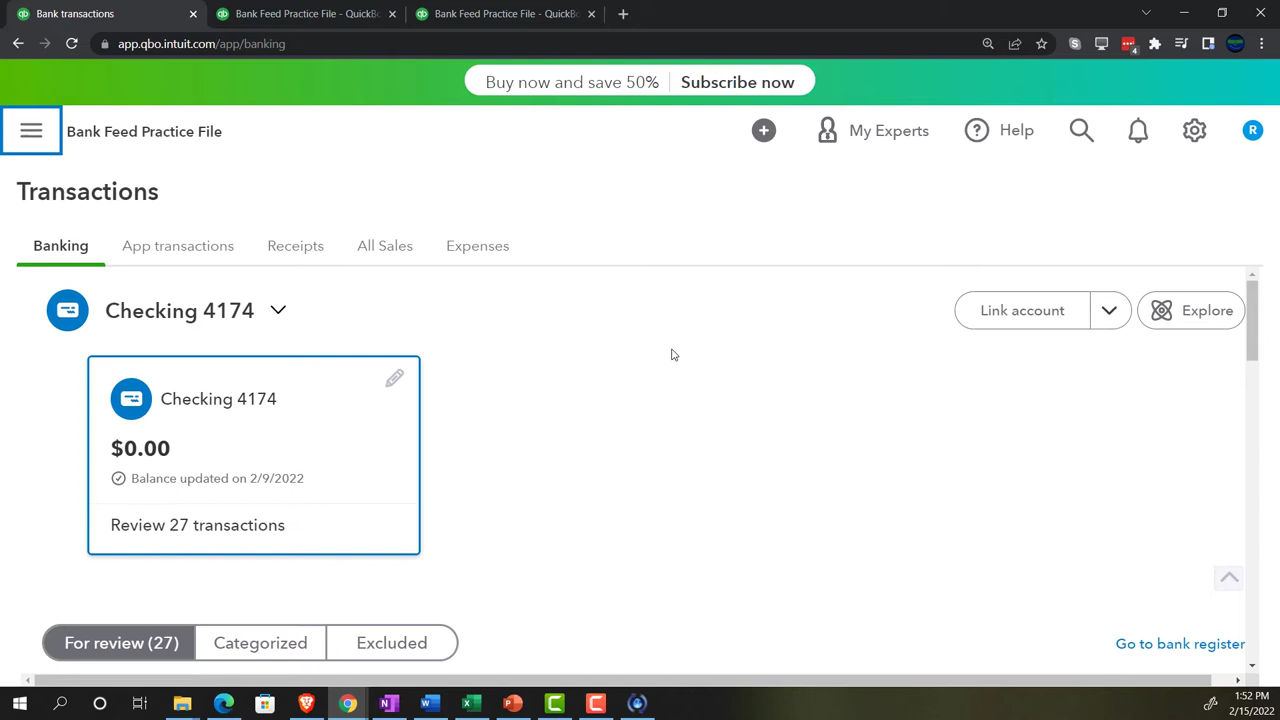 Bank transactions
Bank Feed Practice File - QuickBo
Bank Feed Practice File - QuickBo
app.qbo.intuit.com/app/banking
4
Buy now and save 50% Subscribe now
Bank Feed Practice File
My Experts
Help
R
Transactions
Banking
App transactions
Receipts
All Sales
Expenses
Checking 4174
Link account
Explore
Checking 4174
$0.00
Balance updated on 2/9/2022
Review 27 transactions
For review (27)
Categorized
Excluded
Go to bank register
1:52 PM
2/15/2022